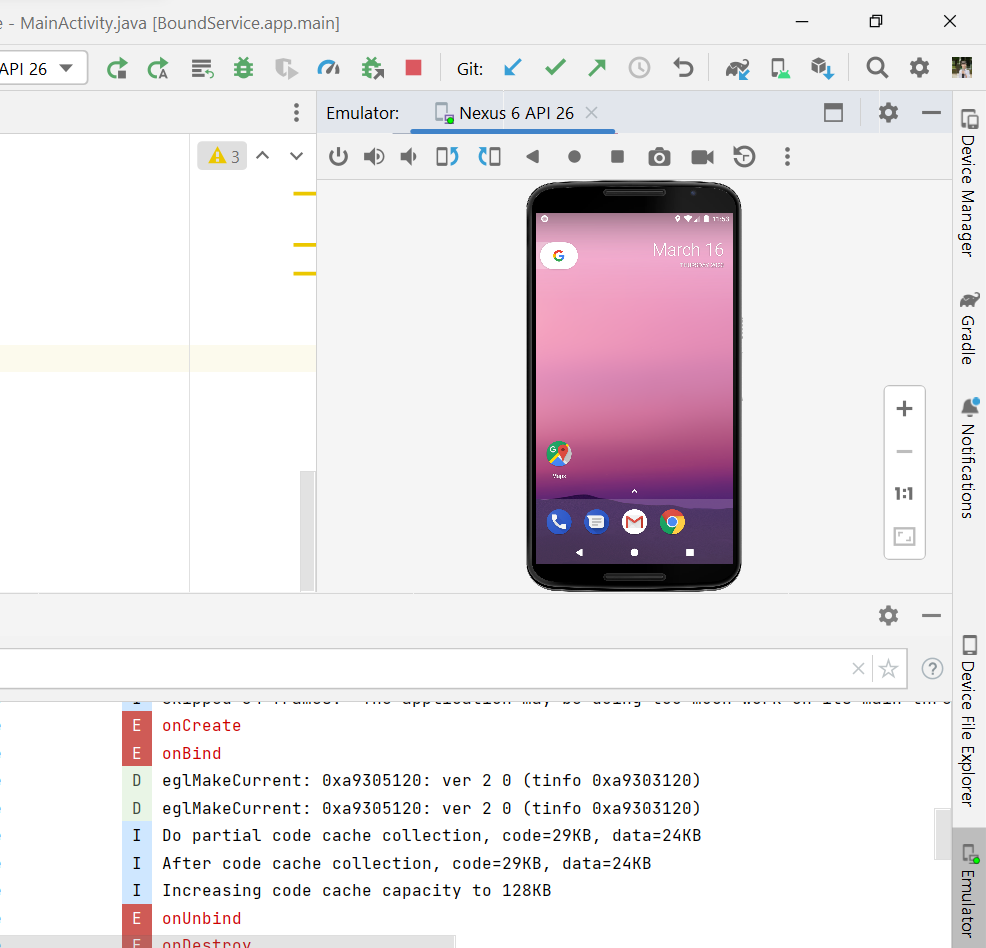 - MainActivity.java [BoundService.app.main]
API 26
Git:
Emulator:
Nexus 6 API 26
3
11:53
March 16
Maps
1:1
Device Manager
Gradle
Notifications
Device File Explorer
Emulator
?
I
E onCreate
E onBind
D eglMakeCurrent: 0xa9305120: ver 2 0 (tinfo 0xa9303120)
D eglMakeCurrent: 0xa9305120: ver 2 0 (tinfo 0xa9303120)
I Do partial code cache collection, code=29KB, data=24KB
I After code cache collection, code=29KB, data=24KB
I Increasing code cache capacity to 128KB
E onUnbind
E onDestroy